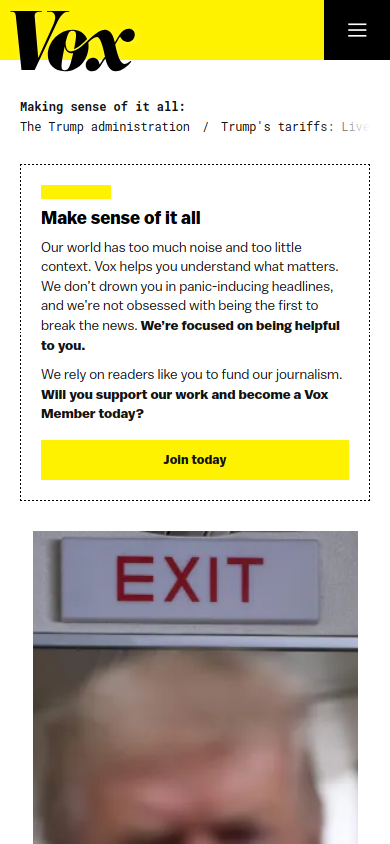 Vox
Making sense of it all:
The Trump administration / Trump's tariffs: Live
Make sense of it all
Our world has too much noise and too little
context. Vox helps you understand what matters.
We don’t drown you in panic-inducing headlines,
and we’re not obsessed with being the first to
break the news. We’re focused on being helpful
to you.
We rely on readers like you to fund our journalism.
Will you support our work and become a Vox
Member today?
Join today
EXIT